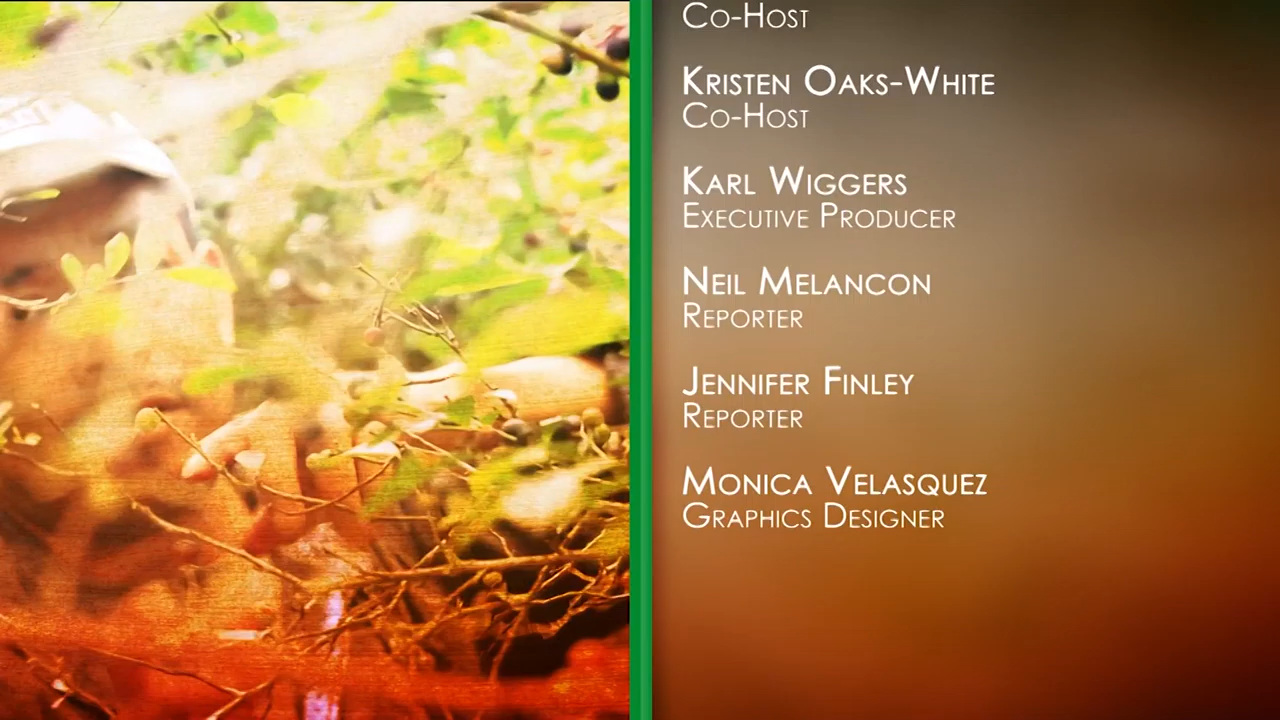 Co-Host
Kristen Oaks-White
Co-Host
Karl Wiggers
Executive Producer
Neil Melancon
Reporter
Jennifer Finley
Reporter
Monica Velasquez
Graphics Designer